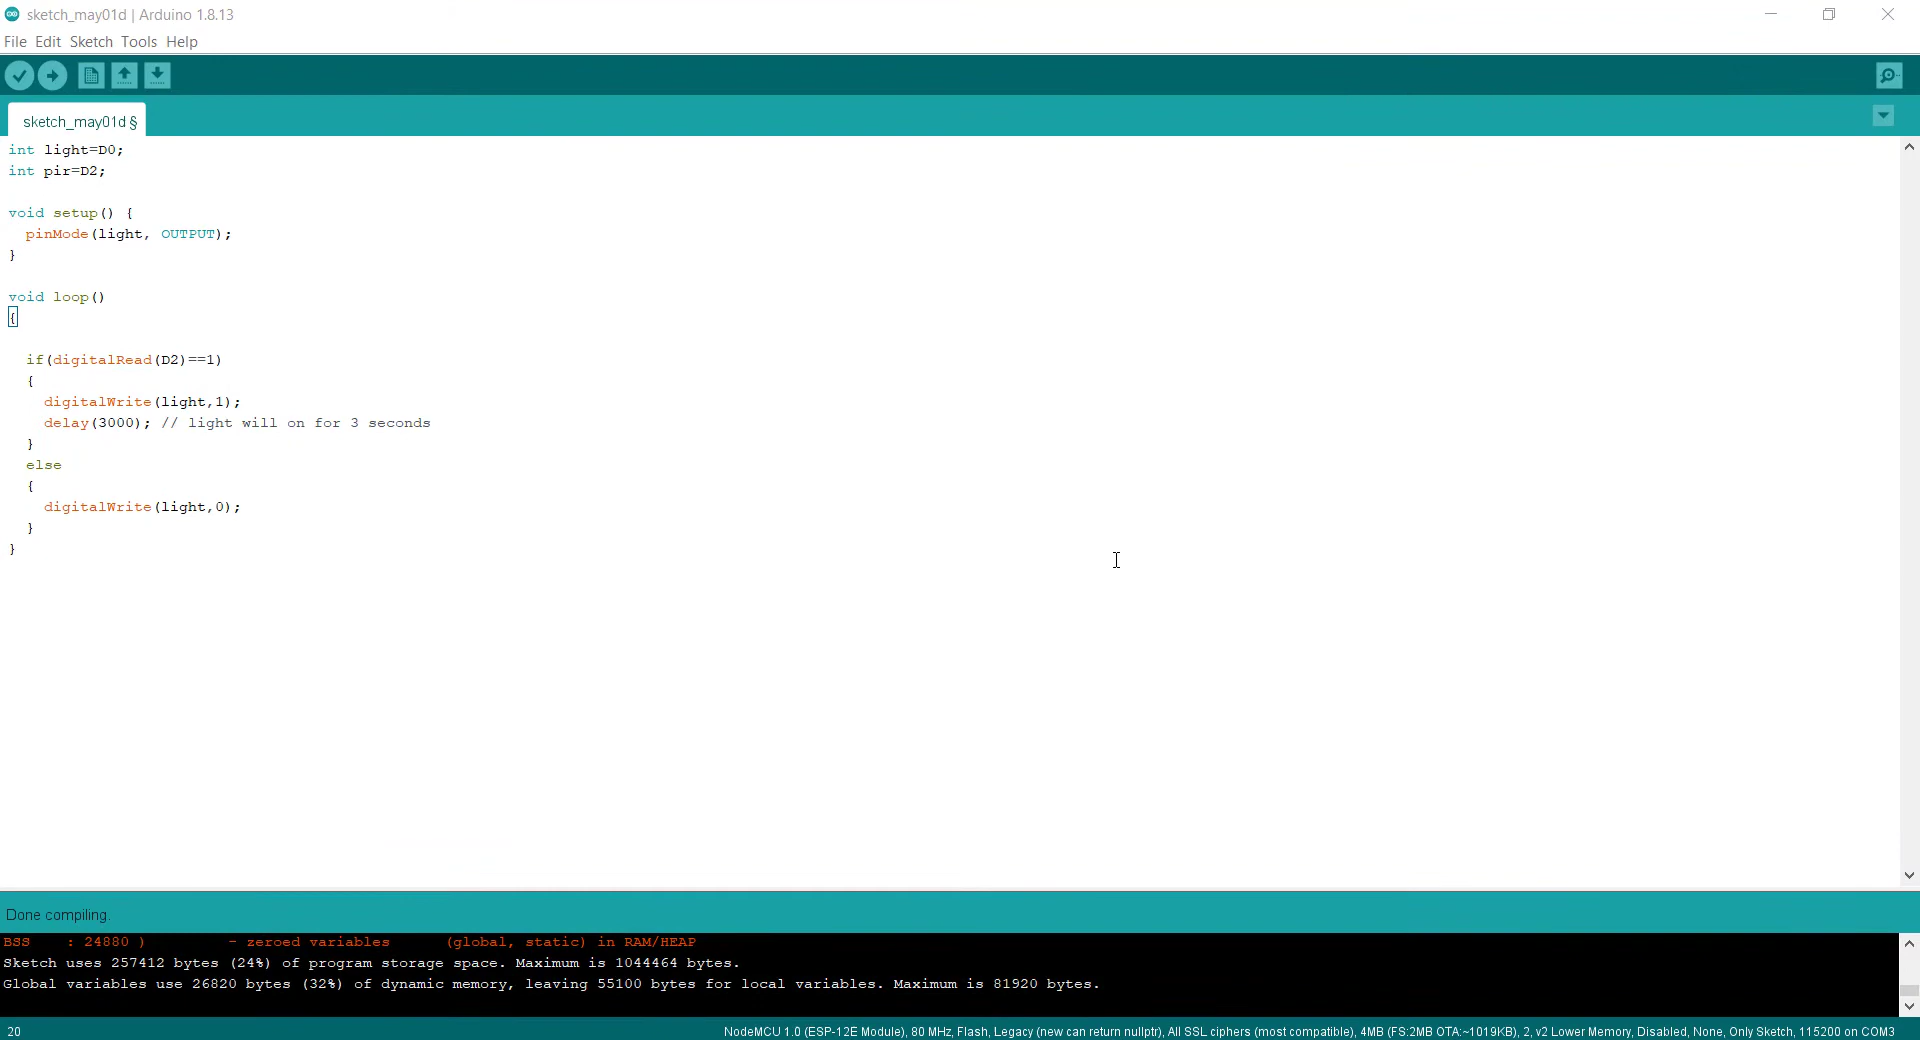 sketch_may01d | Arduino 1.8.13
File Edit Sketch Tools Help
sketch_may01d §
int light=D0;
int pir=D2;
void setup() {
  pinMode(light, OUTPUT);
}
void loop()
{
  if(digitalRead(D2)==1)
  {
    digitalWrite(light,1);
    delay(3000); // light will on for 3 seconds
  }
  else
  {
    digitalWrite(light,0);
  }
}
Done compiling.
BSS    : 24880 )         - zeroed variables      (global, static) in RAM/HEAP
Sketch uses 257412 bytes (24%) of program storage space. Maximum is 1044464 bytes.
Global variables use 26820 bytes (32%) of dynamic memory, leaving 55100 bytes for local variables. Maximum is 81920 bytes.
20 NodeMCU 1.0 (ESP-12E Module), 80 MHz, Flash, Legacy (new can return nullptr), All SSL ciphers (most compatible), 4MB (FS:2MB OTA:~1019KB), 2, v2 Lower Memory, Disabled, None, Only Sketch, 115200 on COM3